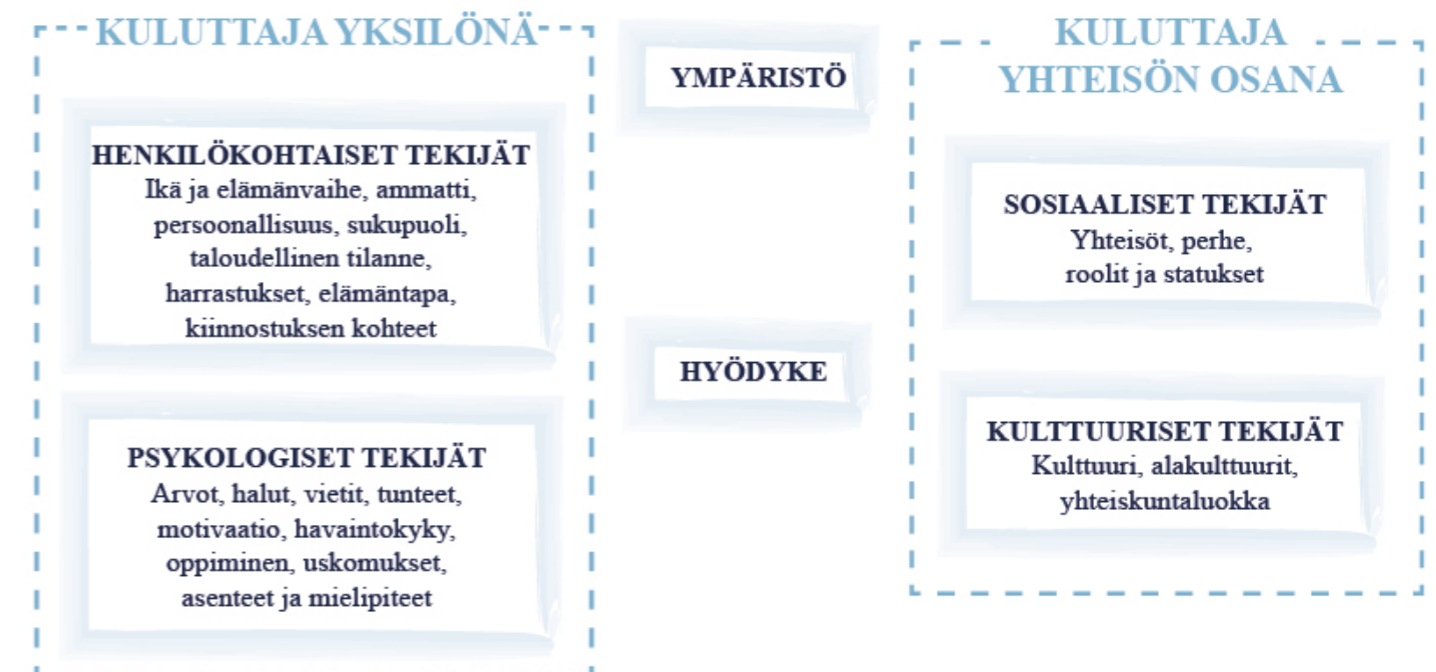 KULUTTAJA YKSILÖNÄ
HENKILÖKOHTAISET TEKIJÄT
Ikä ja elämänvaihe, ammatti,
persoonallisuus, sukupuoli,
taloudellinen tilanne,
harrastukset, elämäntapa,
kiinnostuksen kohteet
PSYKOLOGISET TEKIJÄT
Arvot, halut, vietit, tunteet,
motivaatio, havaintokyky,
oppiminen, uskomukset,
asenteet ja mielipiteet
YMPÄRISTÖ
HYÖDYKE
KULUTTAJA
YHTEISÖN OSANA
SOSIAALISET TEKIJÄT
Yhteisöt, perhe,
roolit ja statukset
KULTTUURISET TEKIJÄT
Kulttuuri, alakulttuurit,
yhteiskuntaluokka